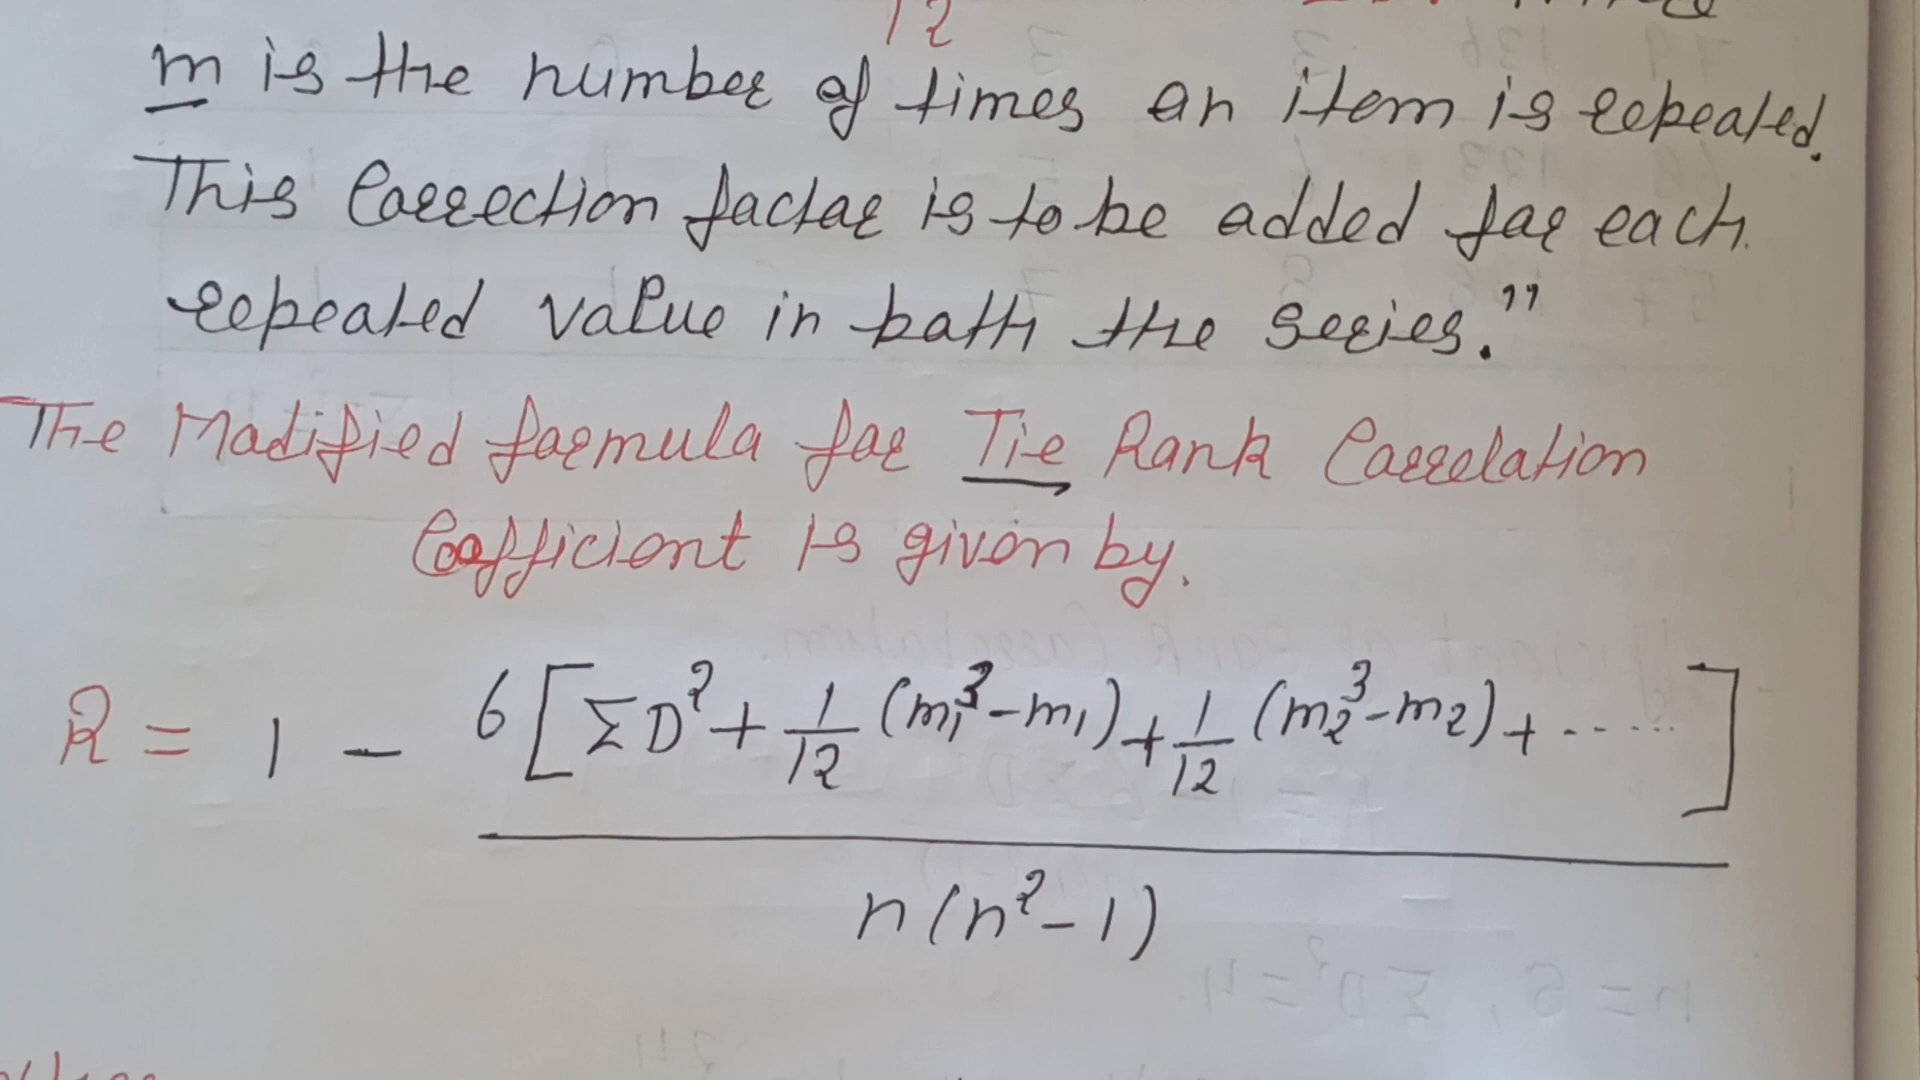 12
m is the number of times an item is repeated.
This Correction factor is to be added for each
repeated value in both the series."
The Modified formula for Tie Rank Correlation
Coefficient is given by.
R = 1 - 6[ΣD² + 1/12 (m₁³-m₁) + 1/12 (m₂³-m₂) + ......] / n(n²-1)